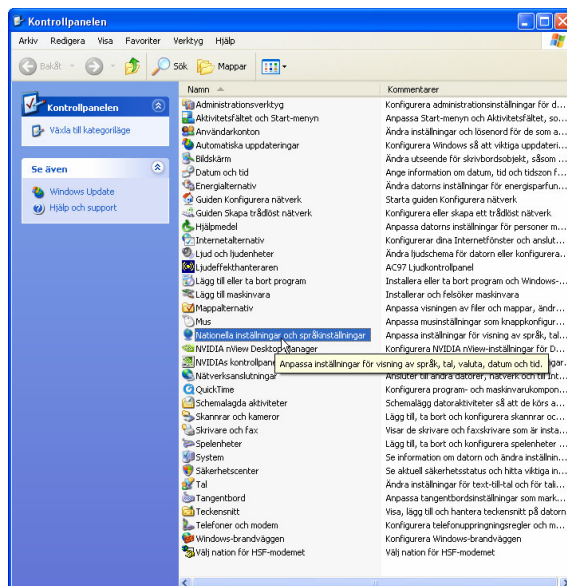 Kontrollpanelen
Arkiv Redigera Visa Favoriter Verktyg Hjälp
Bakåt Sök Mappar
Kontrollpanelen
Växla till kategoriläge
Se även
Windows Update
Hjälp och support
Namn Kommentarer
Administrationsverktyg Konfigurera administrationsinställningar för d...
Aktivitetsfältet och Start-menyn Anpassa Start-menyn och Aktivitetsfältet, so...
Användarkonton Ändra inställningar och lösenord för de som a...
Automatiska uppdateringar Konfigurera Windows så att viktiga uppdateri...
Bildskärm Ändra utseende för skrivbordsobjekt, såsom ...
Datum och tid Ange information om datum, tid och tidszon f...
Energialternativ Ändra datorns inställningar för energisparfun...
Guiden Konfigurera nätverk Starta guiden Konfigurera nätverk
Guiden Skapa trådlöst nätverk Konfigurera eller skapa ett trådlöst nätverk
Hjälpmedel Anpassa datorns inställningar för personer m...
Internetalternativ Konfigurerar dina Internetfönster och anslut...
Ljud och ljudenheter Ändra ljudschema för datorn eller konfigurera...
Ljudeffekthanteraren AC97 Ljudkontrollpanel
Lägg till eller ta bort program Installera eller ta bort program och Windows-...
Lägg till maskinvara Installerar och felsöker maskinvara
Mappalternativ Anpassa visningen av filer och mappar, ändr...
Mus Anpassa musinställningar som knappkonfigur...
Nationella inställningar och språkinställningar Anpassa inställningar för visning av språk, tal...
NVIDIA nView Desktop Manager Konfigurera NVIDIA nView-inställningar för D...
NVIDIAs kontrollpane
Anpassa inställningar för visning av språk, tal, valuta, datum och tid.
Nätverksanslutningar Ansluter till andra datorer, nätverk och till Int...
QuickTime Konfigurera program- och maskinvarukompon...
Schemalagda aktiviteter Schemalägg datoraktiviteter så att de körs a...
Skannrar och kameror Lägg till, ta bort och konfigurera skannrar oc...
Skrivare och fax Visar de skrivare och faxskrivare som är insta...
Spelenheter Lägg till, ta bort och konfigurera spelenheter ...
System Se information om datorn och ändra inställnin...
Säkerhetscenter Se aktuell säkerhetsstatus och hitta viktiga in...
Tal Ändra inställningar för text-till-tal och för tali...
Tangentbord Anpassa tangentbordsinställningar som mark...
Teckensnitt Visa, lägg till och hantera teckensnitt på datorn
Telefoner och modem Konfigurera telefonuppringningsregler och m...
Windows-brandväggen Konfigurera Windows-brandväggen
Välj nation för HSF-modemet Välj nation för HSF-modemet